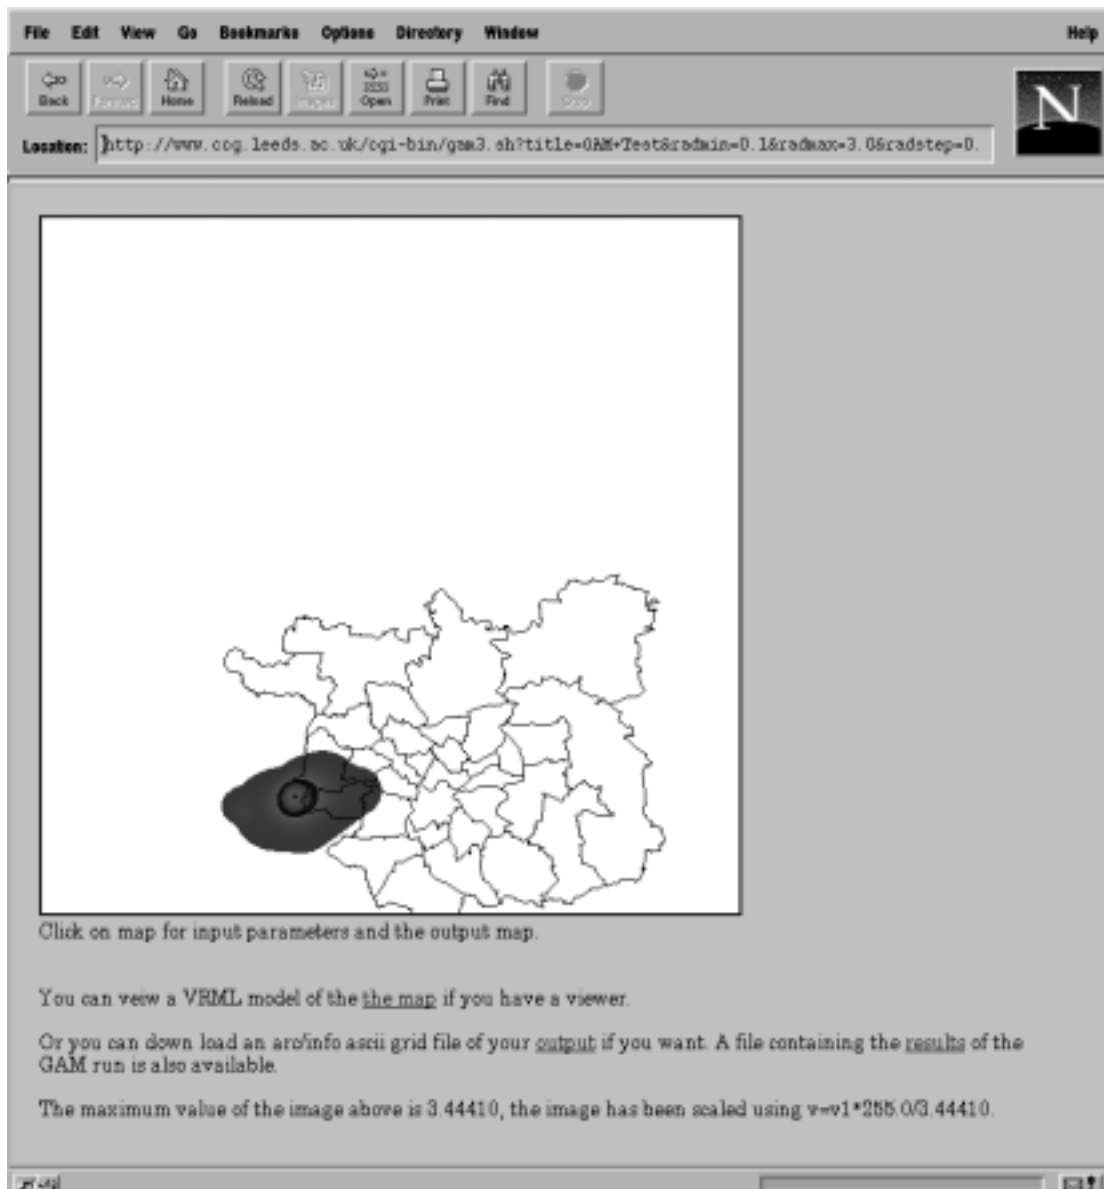 File Edit View Go Bookmarks Options Directory Window Help
Back Forward Home Reload Images Open Print Find Stop
N
Location: http://www.ccg.leeds.ac.uk/cgi-bin/gam3.sh?title=GAM+Test&radmin=0.1&radmax=3.0&radstep=0.
Click on map for input parameters and the output map.
You can veiw a VRML model of the the map if you have a viewer.
Or you can down load an arc/info ascii grid file of your output if you want. A file containing the results of the
GAM run is also available.
The maximum value of the image above is 3.44410, the image has been scaled using v=v1*255.0/3.44410.